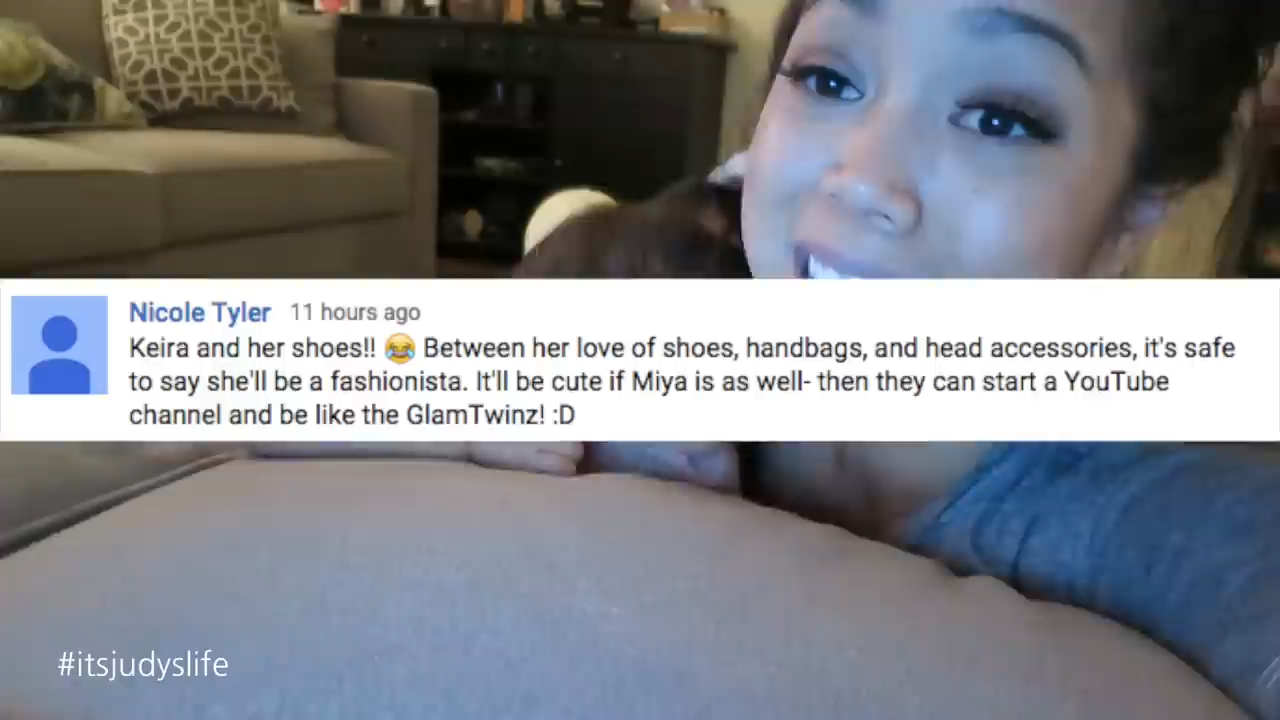 Nicole Tyler 11 hours ago
Keira and her shoes!! 😂 Between her love of shoes, handbags, and head accessories, it's safe
to say she'll be a fashionista. It'll be cute if Miya is as well- then they can start a YouTube
channel and be like the GlamTwinz! :D
#itsjudyslife